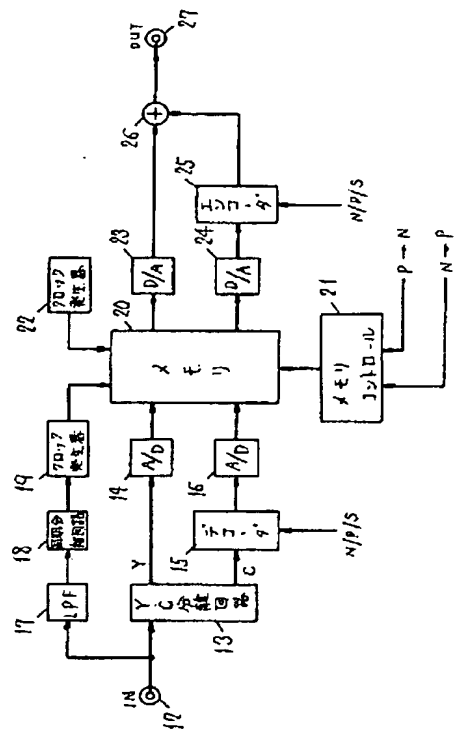 IN
12
LPF
17
同期分離回路
18
クロック発生器
19
クロック発生器
22
Y・C分離回路
13
Y
C
A/D
14
デコーダ
15
N/P/S
A/D
16
メモリ
20
メモリコントロール
21
P→N
N→P
D/A
23
D/A
24
エンコーダ
25
N/P/S
26
OUT
27